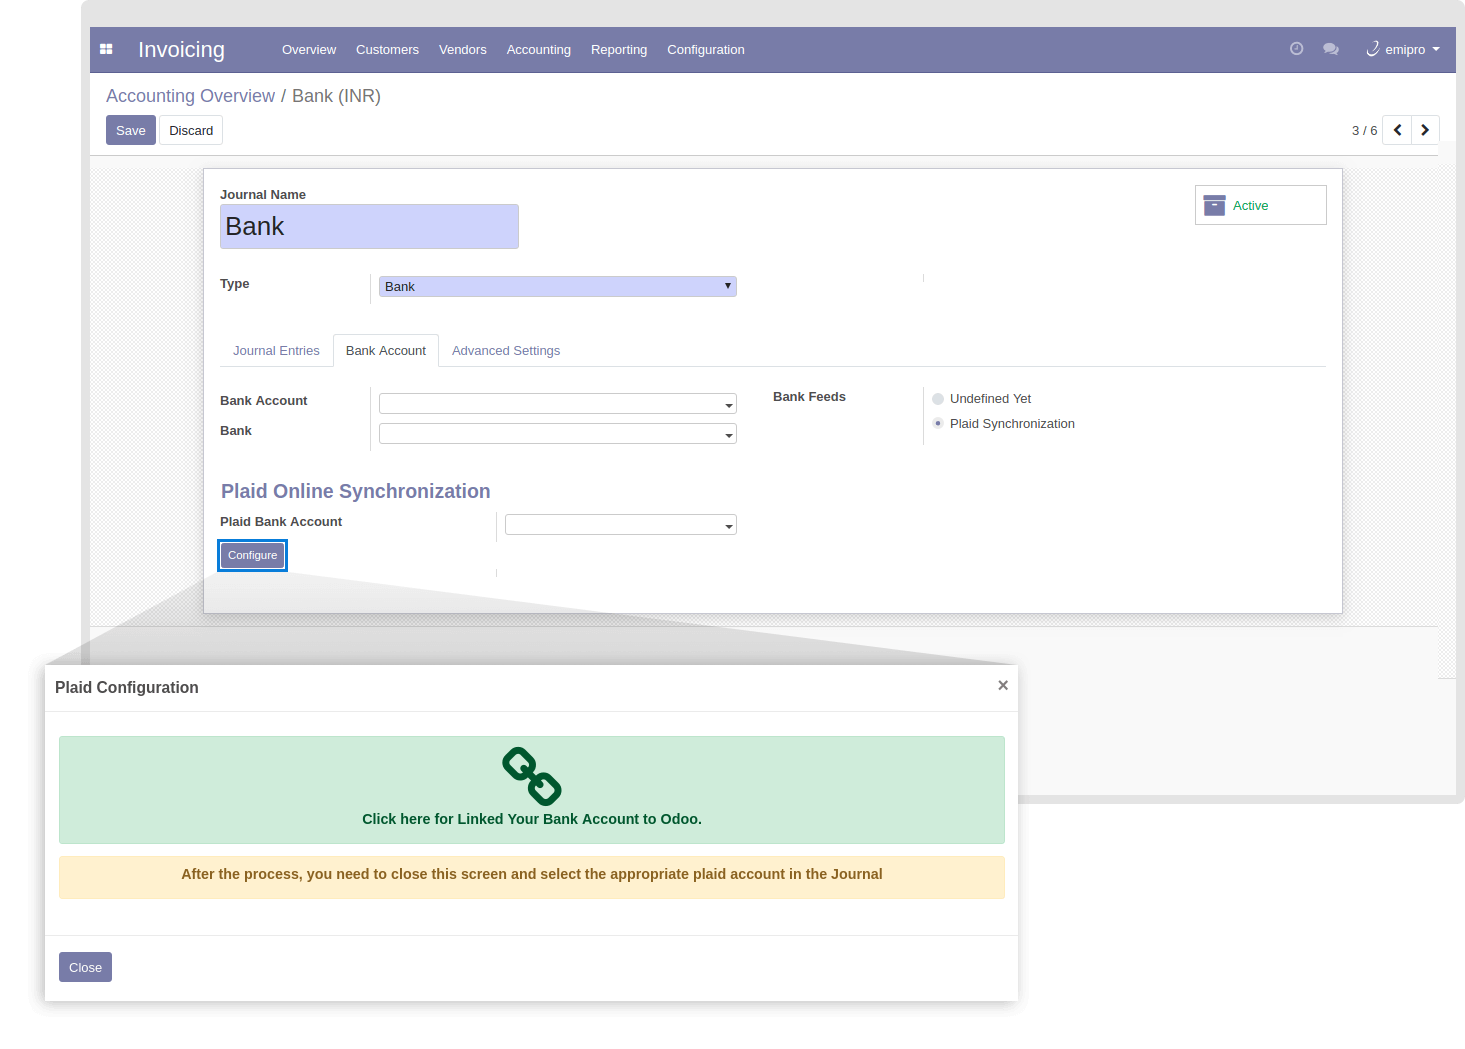 Invoicing Overview Customers Vendors Accounting Reporting Configuration emipro
Accounting Overview / Bank (INR)
Save Discard 3 / 6
Journal Name
Bank
Active
Type Bank
Journal Entries Bank Account Advanced Settings
Bank Account
Bank
Bank Feeds
Undefined Yet
Plaid Synchronization
Plaid Online Synchronization
Plaid Bank Account
Configure
Plaid Configuration ×
Click here for Linked Your Bank Account to Odoo.
After the process, you need to close this screen and select the appropriate plaid account in the Journal
Close